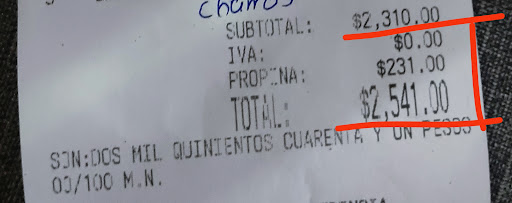 Charros
SUBTOTAL: $2,310.00
IVA: $0.00
PROPINA: $231.00
TOTAL: $2,541.00
SON:DOS MIL QUINIENTOS CUARENTA Y UN PESOS
00/100 M.N.